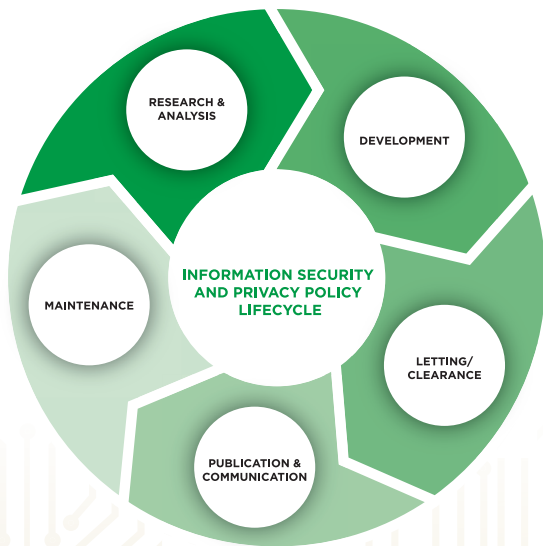 RESEARCH &
ANALYSIS
DEVELOPMENT
INFORMATION SECURITY
AND PRIVACY POLICY
LIFECYCLE
MAINTENANCE
LETTING/
CLEARANCE
PUBLICATION &
COMMUNICATION